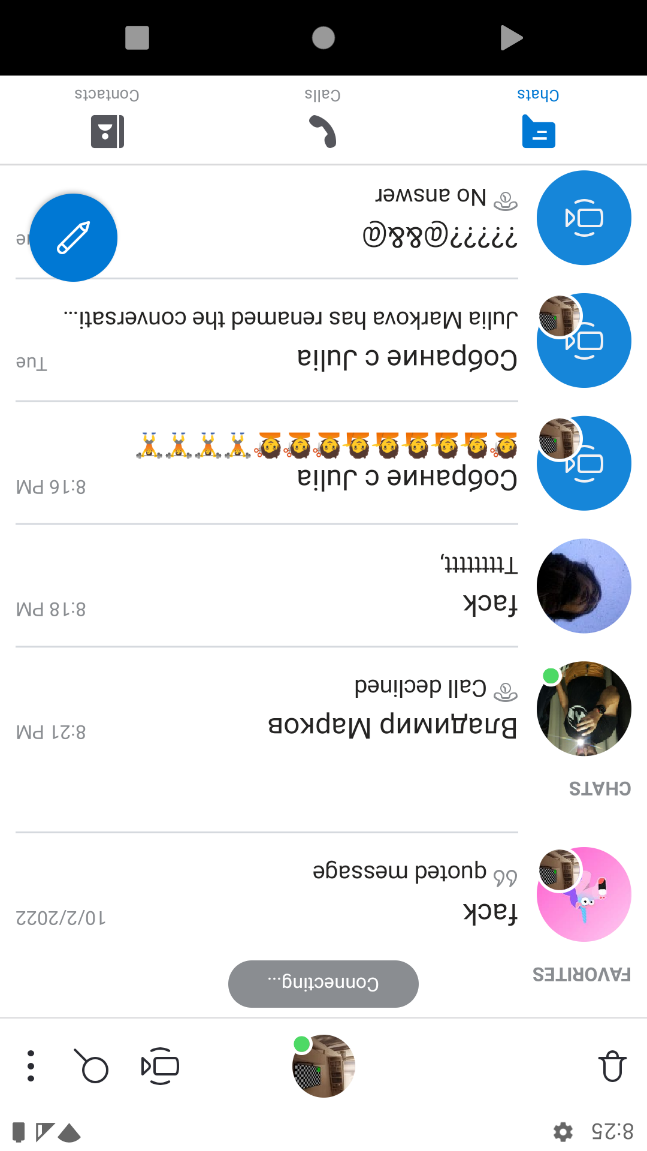 8:25
Connecting...
FAVORITES
fack
10/2/2022
quoted message
CHATS
Владимир Марков
8:21 PM
Call declined
fack
8:18 PM
Tttttttttt,
Собрание с Julia
8:16 PM
Собрание с Julia
Tue
Julia Markova has renamed the conversati...
?????@&&@
No answer
Chats
Calls
Contacts